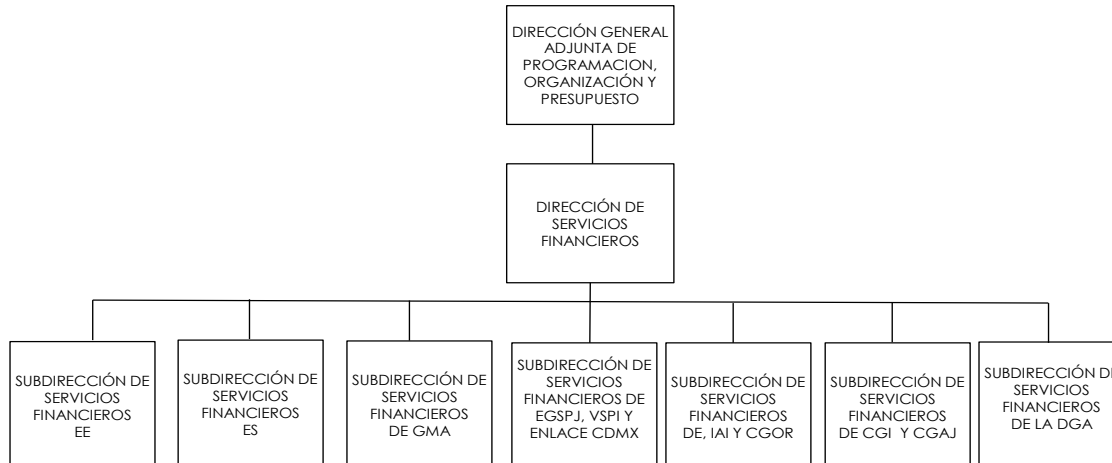 DIRECCIÓN GENERAL
ADJUNTA DE
PROGRAMACION,
ORGANIZACIÓN Y
PRESUPUESTO
DIRECCIÓN DE
SERVICIOS
FINANCIEROS
SUBDIRECCIÓN DE
SERVICIOS
FINANCIEROS
EE
SUBDIRECCIÓN DE
SERVICIOS
FINANCIEROS
ES
SUBDIRECCIÓN DE
SERVICIOS
FINANCIEROS
DE GMA
SUBDIRECCIÓN DE
SERVICIOS
FINANCIEROS DE
EGSPJ, VSPI Y
ENLACE CDMX
SUBDIRECCIÓN DE
SERVICIOS
FINANCIEROS
DE, IAI Y CGOR
SUBDIRECCIÓN DE
SERVICIOS
FINANCIEROS
DE CGI Y CGAJ
SUBDIRECCIÓN DE
SERVICIOS
FINANCIEROS
DE LA DGA